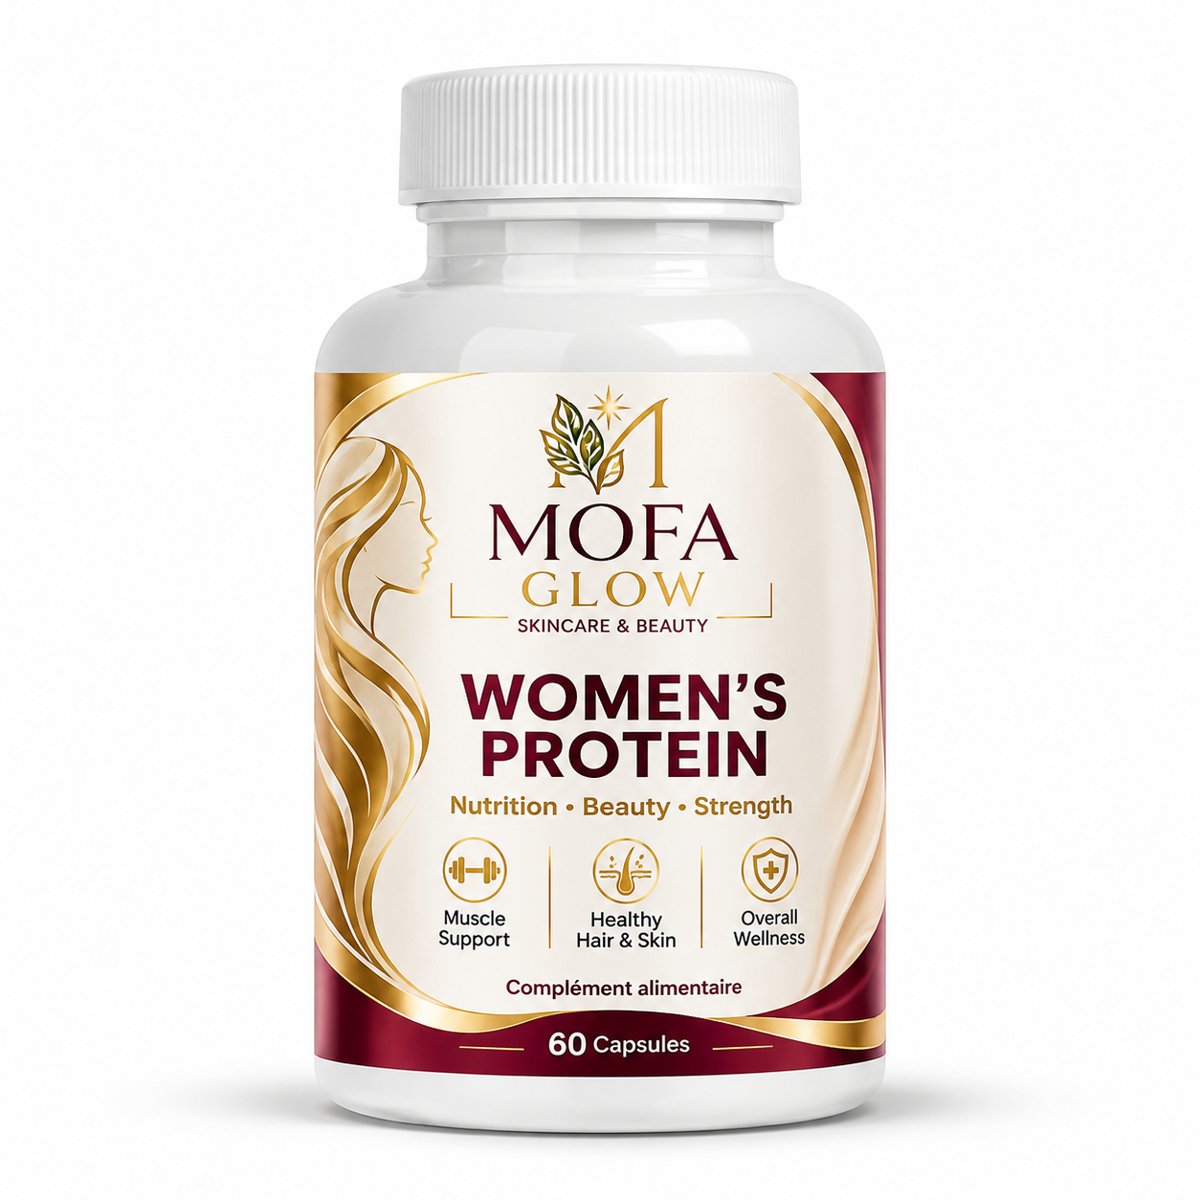 MOFA
GLOW
SKINCARE & BEAUTY
WOMEN'S
PROTEIN
Nutrition • Beauty • Strength
Muscle
Support
Healthy
Hair & Skin
Overall
Wellness
Complément alimentaire
60 Capsules